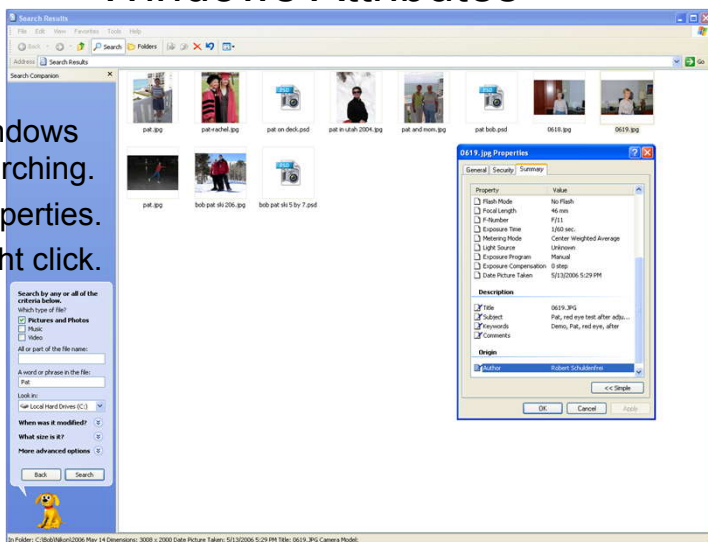 Windows Attributes
Search Results
File Edit View Favorites Tools Help
Back Search Folders
Address Search Results Go
Search Companion
ndows
rching.
perties.
ht click.
pat.jpg pat+rachel.jpg pat on deck.psd pat in utah 2004.jpg pat and mom.jpg pat bob.psd 0618.jpg 0619.jpg
pat.jpg bob pat ski 206.jpg bob pat ski 5 by 7.psd
Search by any or all of the
criteria below.
Which type of file?
Pictures and Photos
Music
Video
All or part of the file name:
A word or phrase in the file:
Pat
Look in:
Local Hard Drives (C:)
When was it modified?
What size is it?
More advanced options
Back Search
0619.jpg Properties
General Security Summary
Property Value
Flash Mode No Flash
Focal Length 46 mm
F-Number F/11
Exposure Time 1/60 sec.
Metering Mode Center Weighted Average
Light Source Unknown
Exposure Program Manual
Exposure Compensation 0 step
Date Picture Taken 5/13/2006 5:29 PM
Description
Title 0619.JPG
Subject Pat, red eye test after adju...
Keywords Demo, Pat, red eye, after
Comments
Origin
Author Robert Schuldenfrei
<< Simple
OK Cancel Apply
In Folder: C:\Bob\Nikon\2006 May 14 Dimensions: 3008 x 2000 Date Picture Taken: 5/13/2006 5:29 PM Title: 0619.JPG Camera Model: